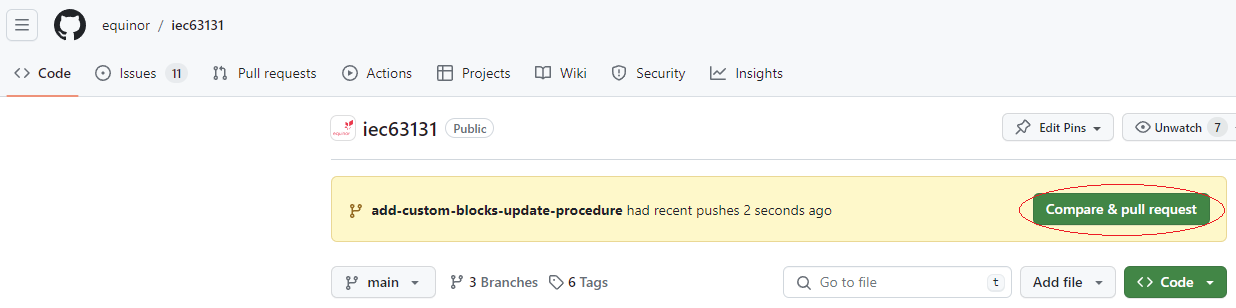 equinor / iec63131
Code Issues 11 Pull requests Actions Projects Wiki Security Insights
equinor iec63131 Public Edit Pins Unwatch 7
add-custom-blocks-update-procedure had recent pushes 2 seconds ago Compare & pull request
main 3 Branches 6 Tags Go to file t Add file Code